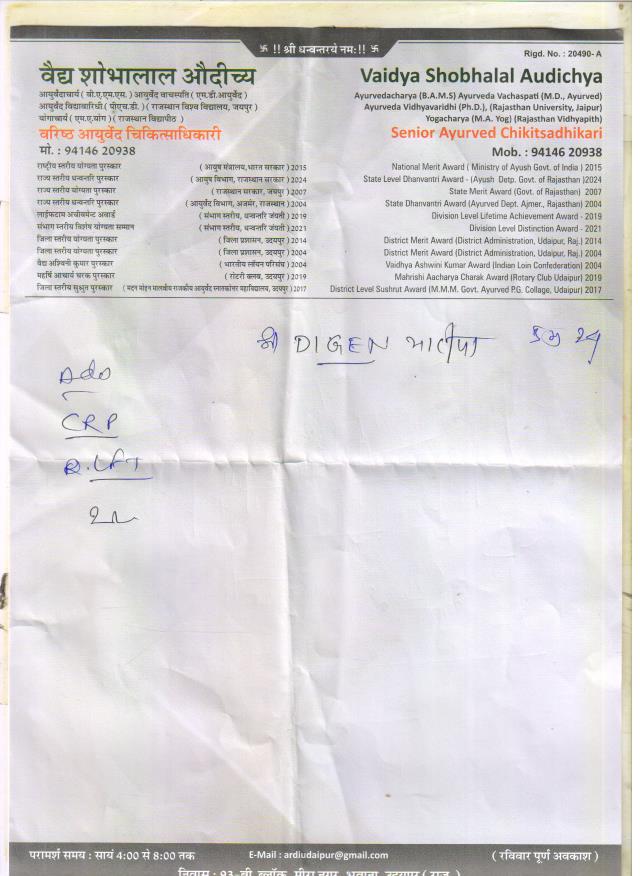 卐 !! श्री धन्वन्तरये नमः!! 卐
Rigd. No. : 20490- A
वैद्य शोभालाल औदीच्य
Vaidya Shobhalal Audichya
आयुर्वेदाचार्य ( बी.ए.एम.एस. ) आयुर्वेद वाचस्पति ( एम.डी.आयुर्वेद )
Ayurvedacharya (B.A.M.S) Ayurveda Vachaspati (M.D., Ayurved)
आयुर्वेद विद्यावारिधी ( पीएच.डी. ) ( राजस्थान विश्व विद्यालय, जयपुर )
Ayurveda Vidhyavaridhi (Ph.D.), (Rajasthan University, Jaipur)
योगाचार्य ( एम.ए.योग ) ( राजस्थान विद्यापीठ )
Yogacharya (M.A. Yog) (Rajasthan Vidhyapith)
वरिष्ठ आयुर्वेद चिकित्साधिकारी
Senior Ayurved Chikitsadhikari
मो. : 94146 20938
Mob. : 94146 20938
राष्ट्रीय स्तरीय योग्यता पुरस्कार ( आयुष मंत्रालय,भारत सरकार ) 2015
National Merit Award ( Ministry of Ayush Govt. of India ) 2015
राज्य स्तरीय धन्वन्तरि पुरस्कार ( आयुष विभाग, राजस्थान सरकार ) 2024
State Level Dhanvantri Award - (Ayush Detp. Govt. of Rajasthan )2024
राज्य स्तरीय योग्यता पुरस्कार ( राजस्थान सरकार, जयपुर ) 2007
State Merit Award (Govt. of Rajasthan) 2007
राज्य स्तरीय धन्वन्तरि पुरस्कार ( आयुर्वेद विभाग, अजमेर, राजस्थान ) 2004
State Dhanvantri Award (Ayurved Dept. Ajmer., Rajasthan) 2004
लाईफटाम अचीवमेन्ट अवार्ड ( संभाग स्तरीय, धन्वन्तरि जयंती ) 2019
Division Level Lifetime Achievement Award - 2019
संभाग स्तरीय विशेष योग्यता सम्मान ( संभाग स्तरीय, धन्वन्तरि जयंती ) 2021
Division Level Distinction Award - 2021
जिला स्तरीय योग्यता पुरस्कार ( जिला प्रशासन, उदयपुर ) 2014
District Merit Award (District Administration, Udaipur, Raj.) 2014
जिला स्तरीय योग्यता पुरस्कार ( जिला प्रशासन, उदयपुर ) 2004
District Merit Award (District Administration, Udaipur, Raj.) 2004
वैद्य अश्विनी कुमार पुरस्कार ( भारतीय लॉयन परिसंघ ) 2004
Vaidhya Ashwini Kumar Award (Indian Loin Confederation) 2004
महर्षि आचार्य चरक पुरस्कार ( रोटरी क्लब, उदयपुर ) 2019
Mahrishi Aacharya Charak Award (Rotary Club Udaipur) 2019
जिला स्तरीय सुश्रुत पुरस्कार ( मदन मोहन मालवीय राजकीय आयुर्वेद स्नातकोत्तर महाविद्यालय, उदयपुर ) 2017
District Level Sushrut Award (M.M.M. Govt. Ayurved P.G. Collage, Udaipur) 2017
श्री DIGEN
CRP
LFT
परामर्श समय : सायं 4:00 से 8:00 तक
E-Mail : ardiudaipur@gmail.com
( रविवार पूर्ण अवकाश )